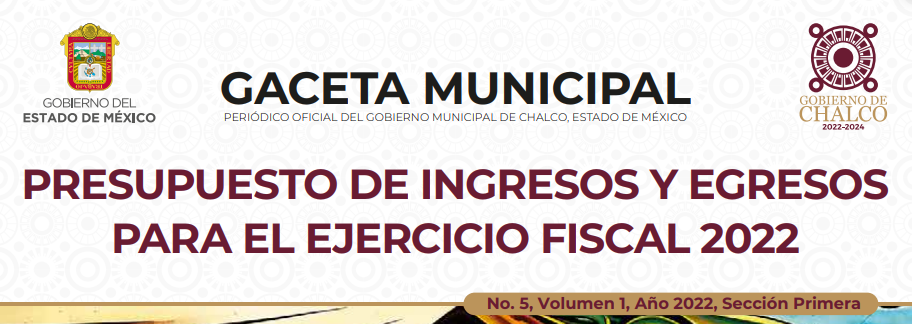 GOBIERNO DEL
ESTADO DE MÉXICO
GACETA MUNICIPAL
PERIÓDICO OFICIAL DEL GOBIERNO MUNICIPAL DE CHALCO, ESTADO DE MÉXICO
GOBIERNO DE
CHALCO
2022-2024
PRESUPUESTO DE INGRESOS Y EGRESOS
PARA EL EJERCICIO FISCAL 2022
No. 5, Volumen 1, Año 2022, Sección Primera